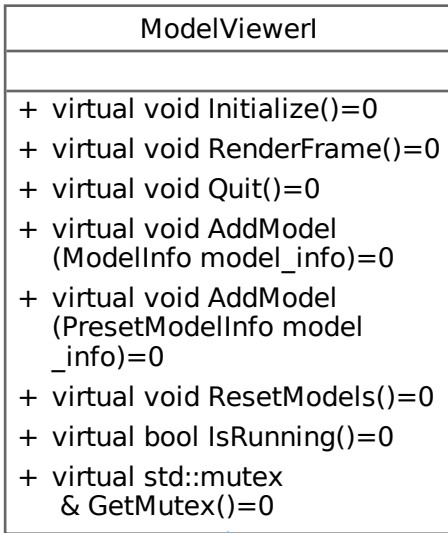 ModelViewerI
+ virtual void Initialize()=0
+ virtual void RenderFrame()=0
+ virtual void Quit()=0
+ virtual void AddModel
(ModelInfo model_info)=0
+ virtual void AddModel
(PresetModelInfo model
_info)=0
+ virtual void ResetModels()=0
+ virtual bool IsRunning()=0
+ virtual std::mutex
& GetMutex()=0